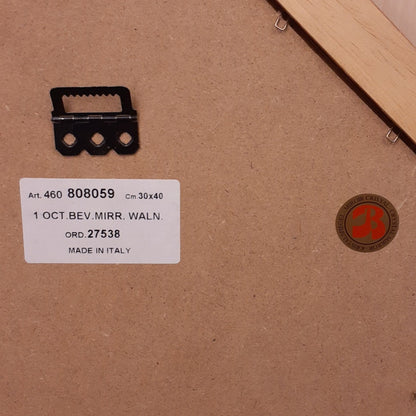 Art. 460 808059 Cm 30x40
1 OCT.BEV.MIRR. WALN.
ORD.27538
MADE IN ITALY
B